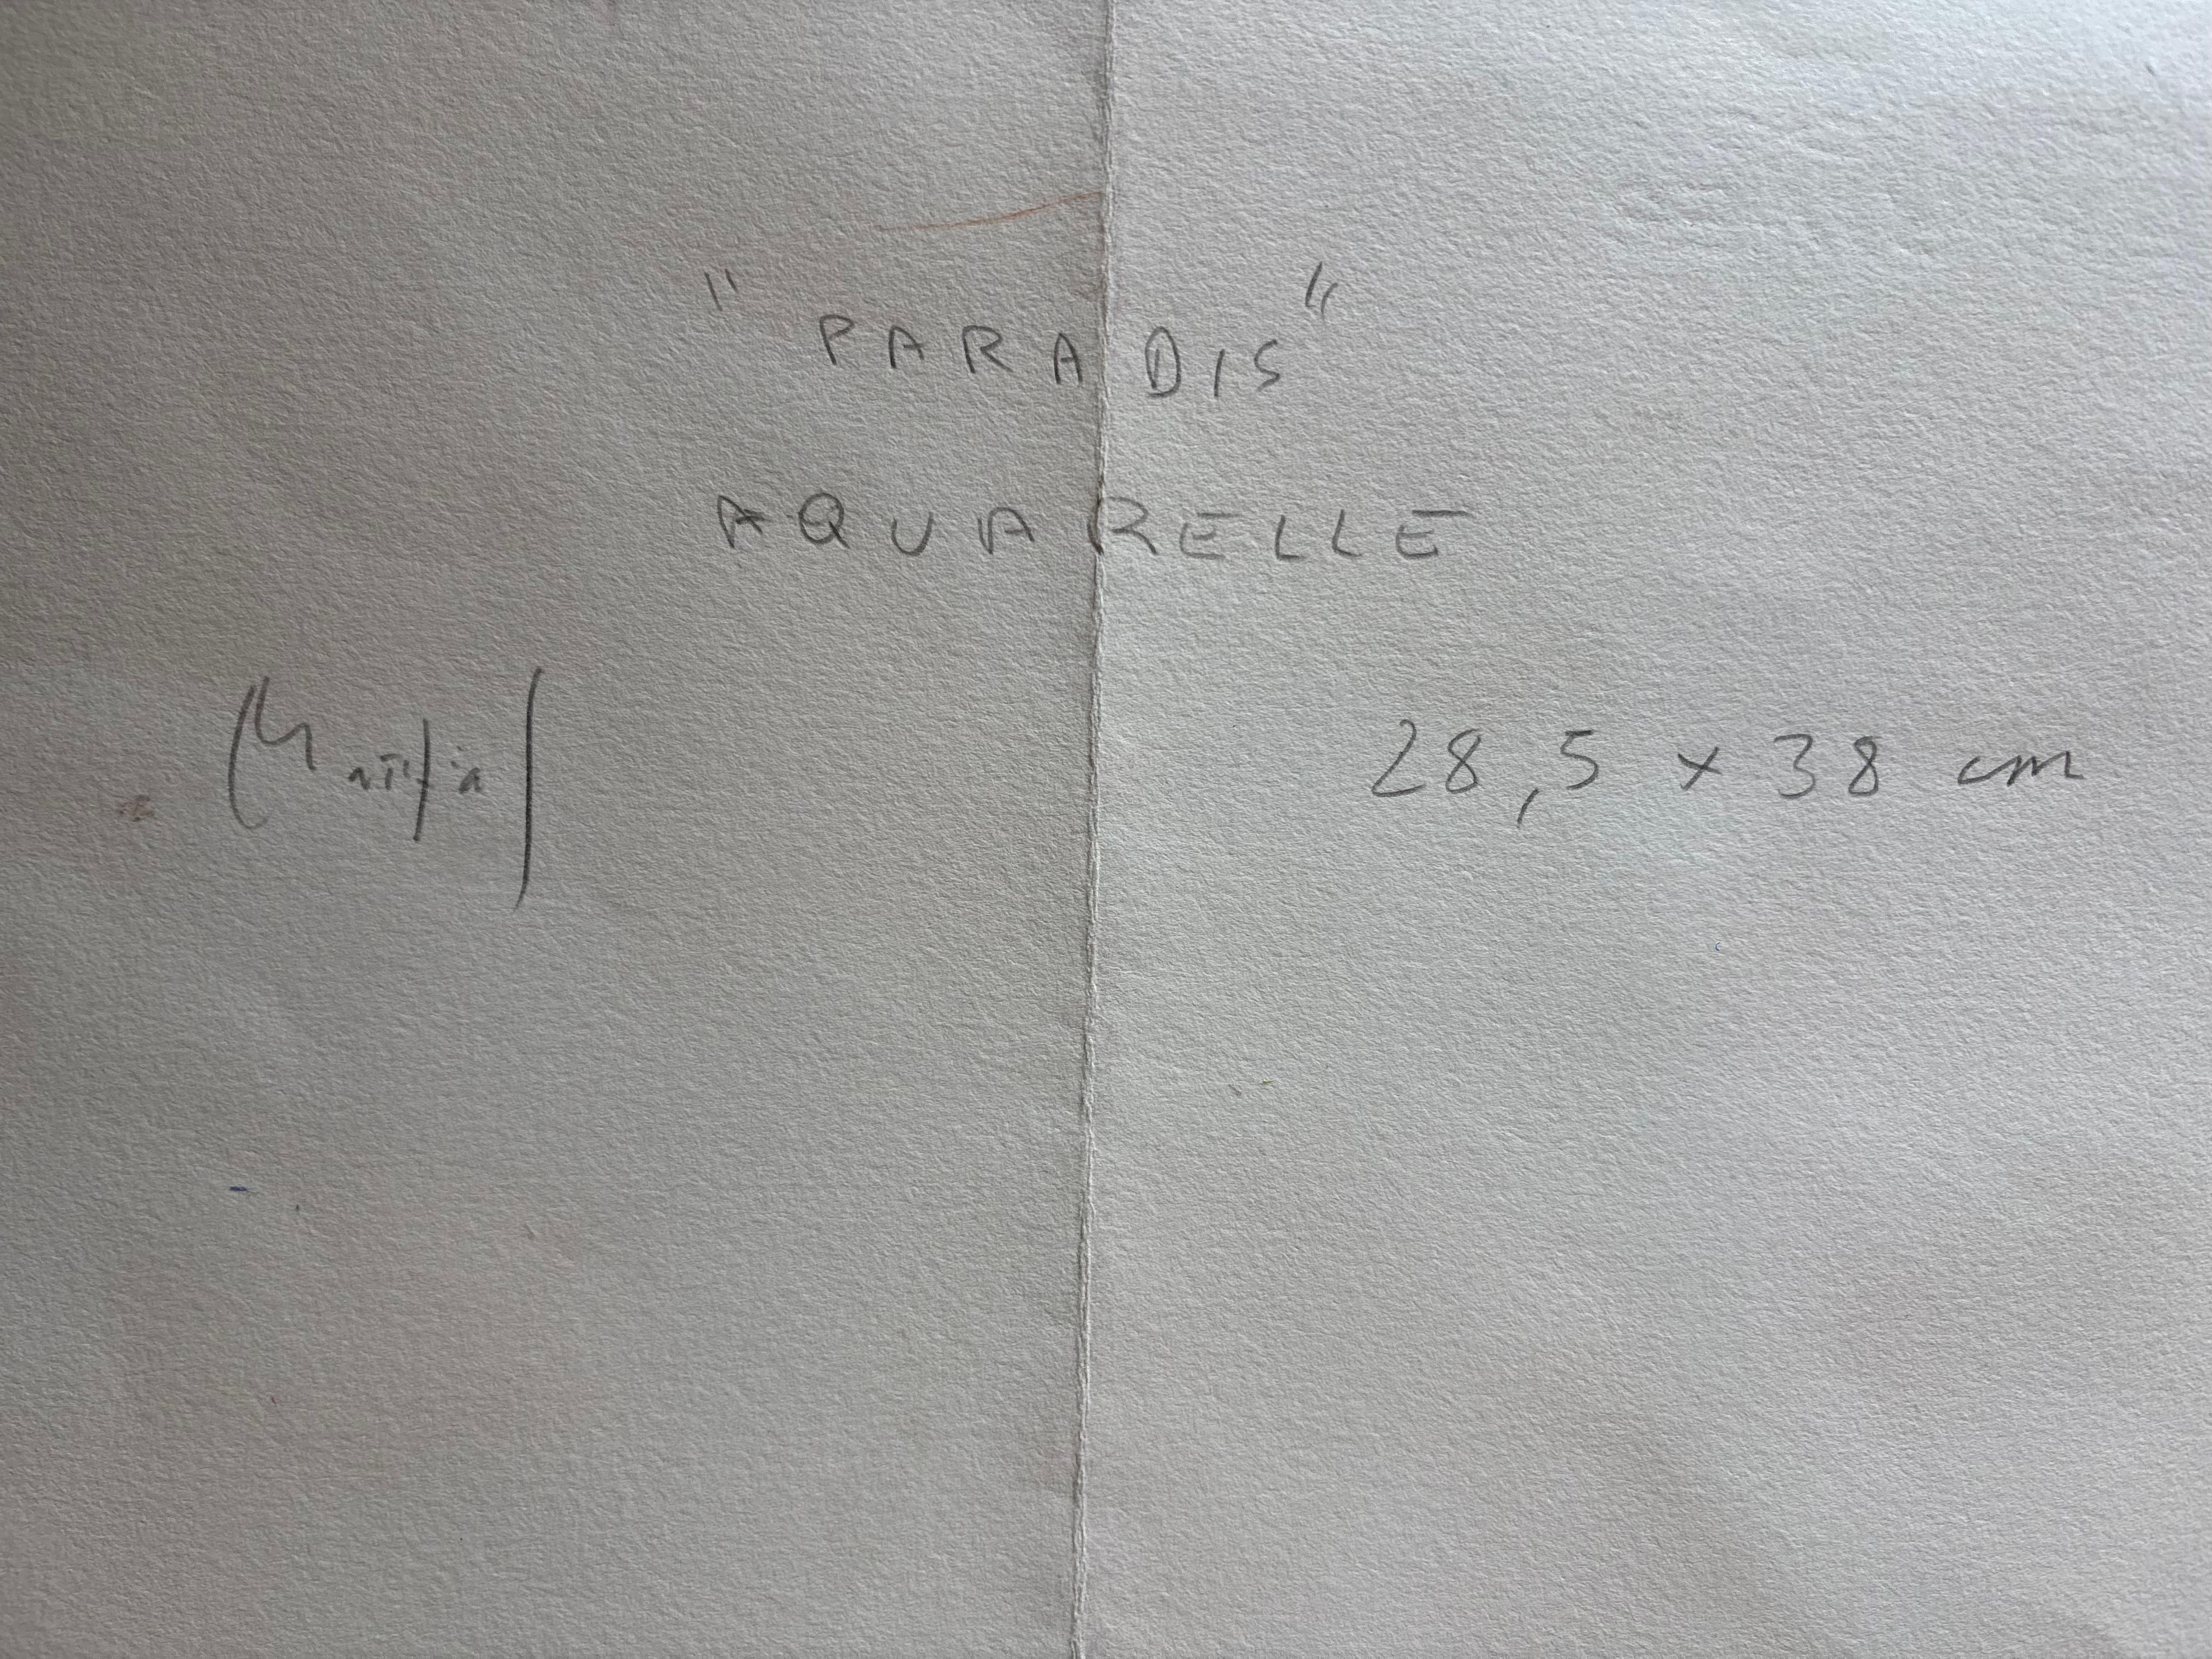 "PARADIS"
AQUARELLE
28,5 x 38 cm